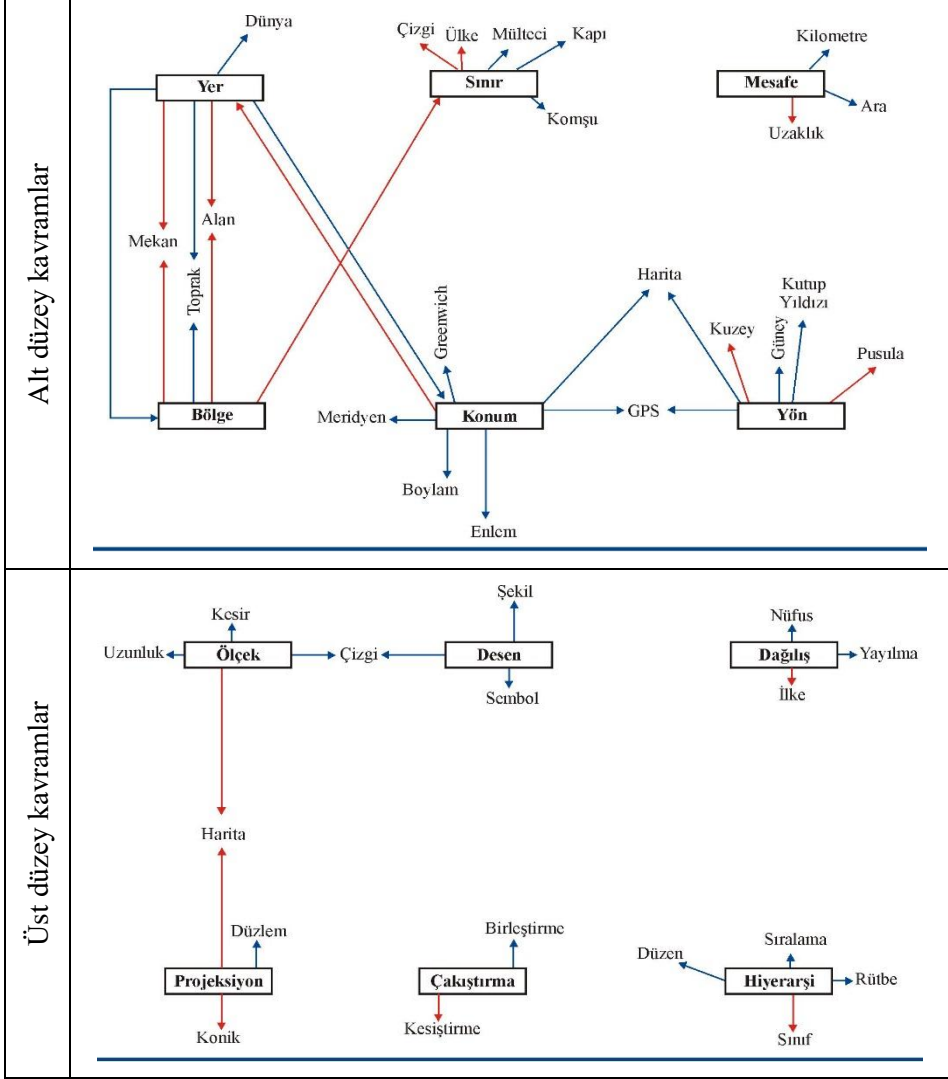 Alt düzey kavramlar
Dünya
Çizgi
Ülke
Mülteci
Kapı
Kilometre
Yer
Sınır
Mesafe
Ara
Komşu
Uzaklık
Alan
Mekan
Toprak
Harita
Kutup
Yıldızı
Greenwich
Kuzey
Güney
Pusula
Bölge
Meridyen
Konum
GPS
Yön
Boylam
Enlem
Üst düzey kavramlar
Şekil
Kesir
Nüfus
Uzunluk
Ölçek
Çizgi
Desen
Dağılış
Yayılma
Sembol
İlke
Harita
Düzlem
Birleştirme
Sıralama
Düzen
Projeksiyon
Çakıştırma
Hiyerarşi
Rütbe
Konik
Kesiştirme
Sınıf